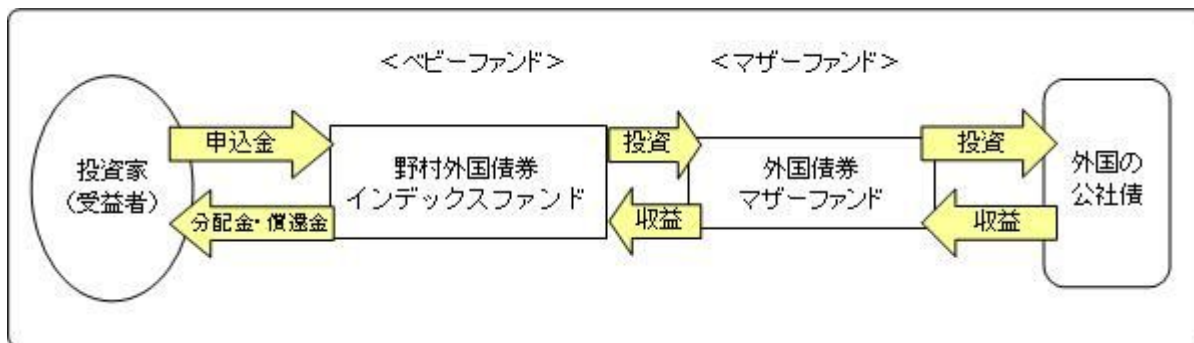 ＜ベビーファンド＞
＜マザーファンド＞
投資家
（受益者）
申込金
分配金・償還金
野村外国債券
インデックスファンド
投資
収益
外国債券
マザーファンド
投資
収益
外国の
公社債